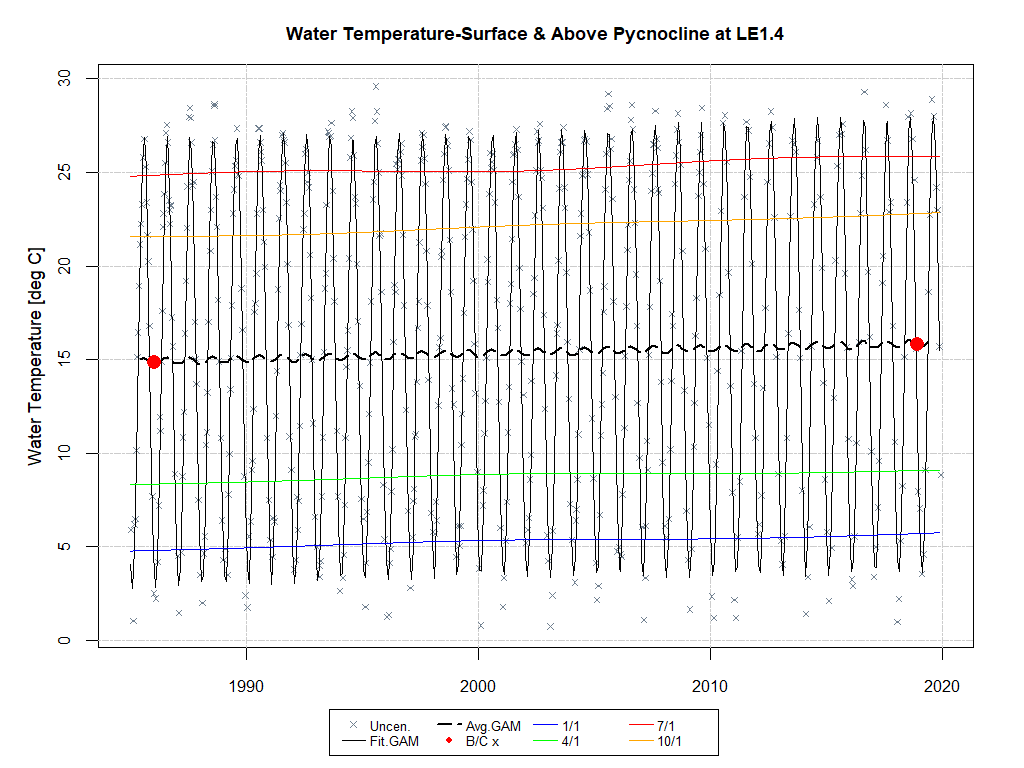 Water Temperature-Surface & Above Pycnocline at LE1.4
Water Temperature [deg C]
30
25
20
15
10
5
0
1990 2000 2010 2020
Uncen. Avg.GAM 1/1 7/1
Fit.GAM B/C x 4/1 10/1